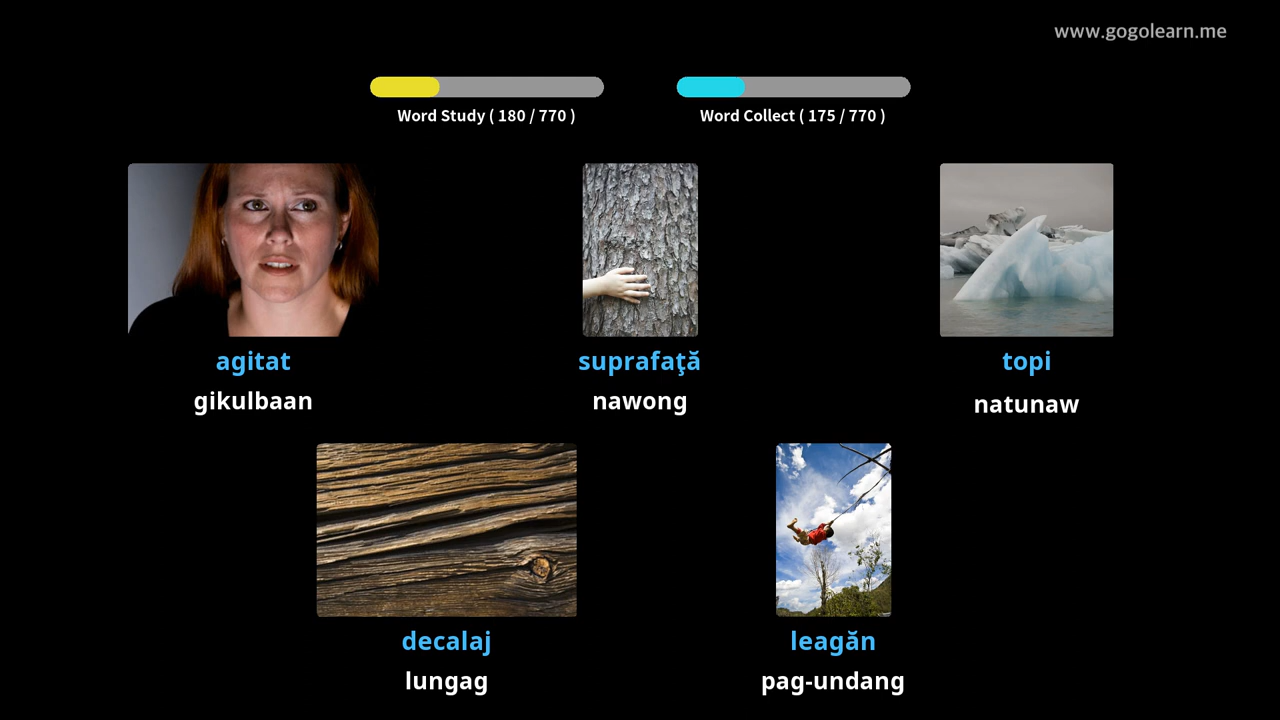 www.gogolearn.me
Word Study ( 180 / 770 )
Word Collect ( 175 / 770 )
agitat
gikulbaan
suprafaţă
nawong
topi
natunaw
decalaj
lungag
leagăn
pag-undang